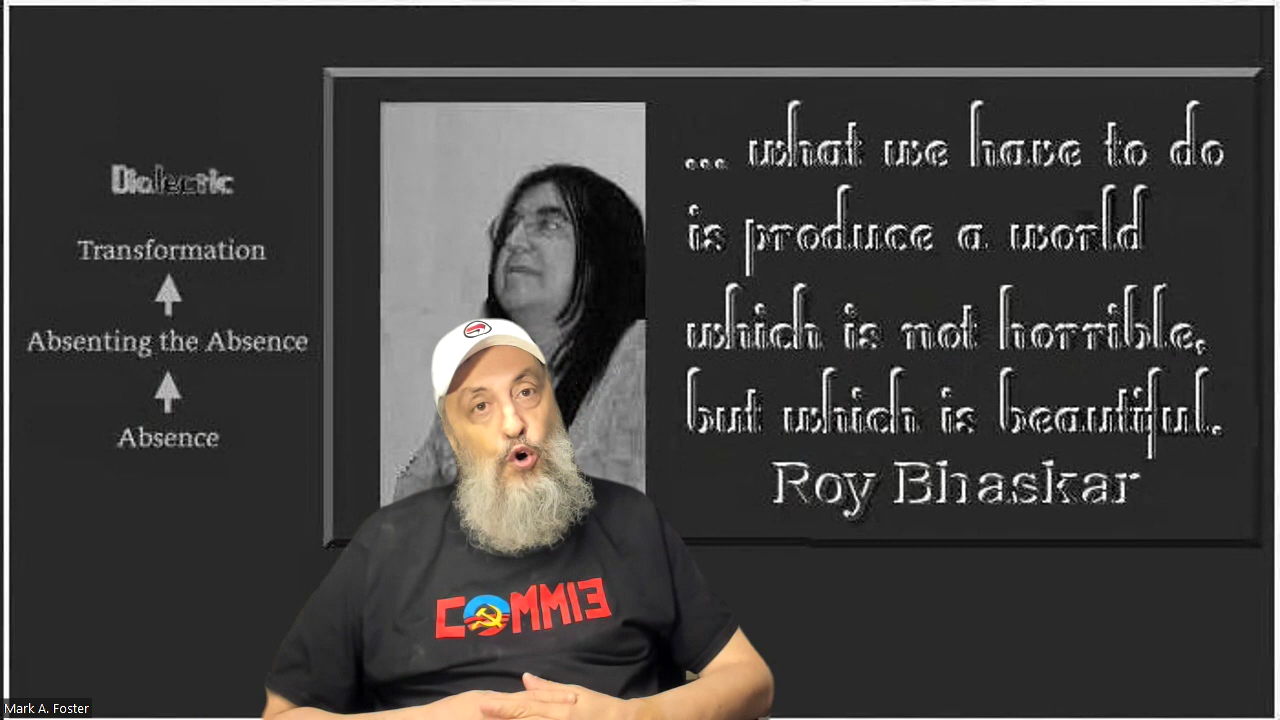 Dialectic
Transformation
Absenting the Absence
Absence
... what we have to do
is produce a world
which is not horrible,
but which is beautiful.
Roy Bhaskar
COMMIE
Mark A. Foster